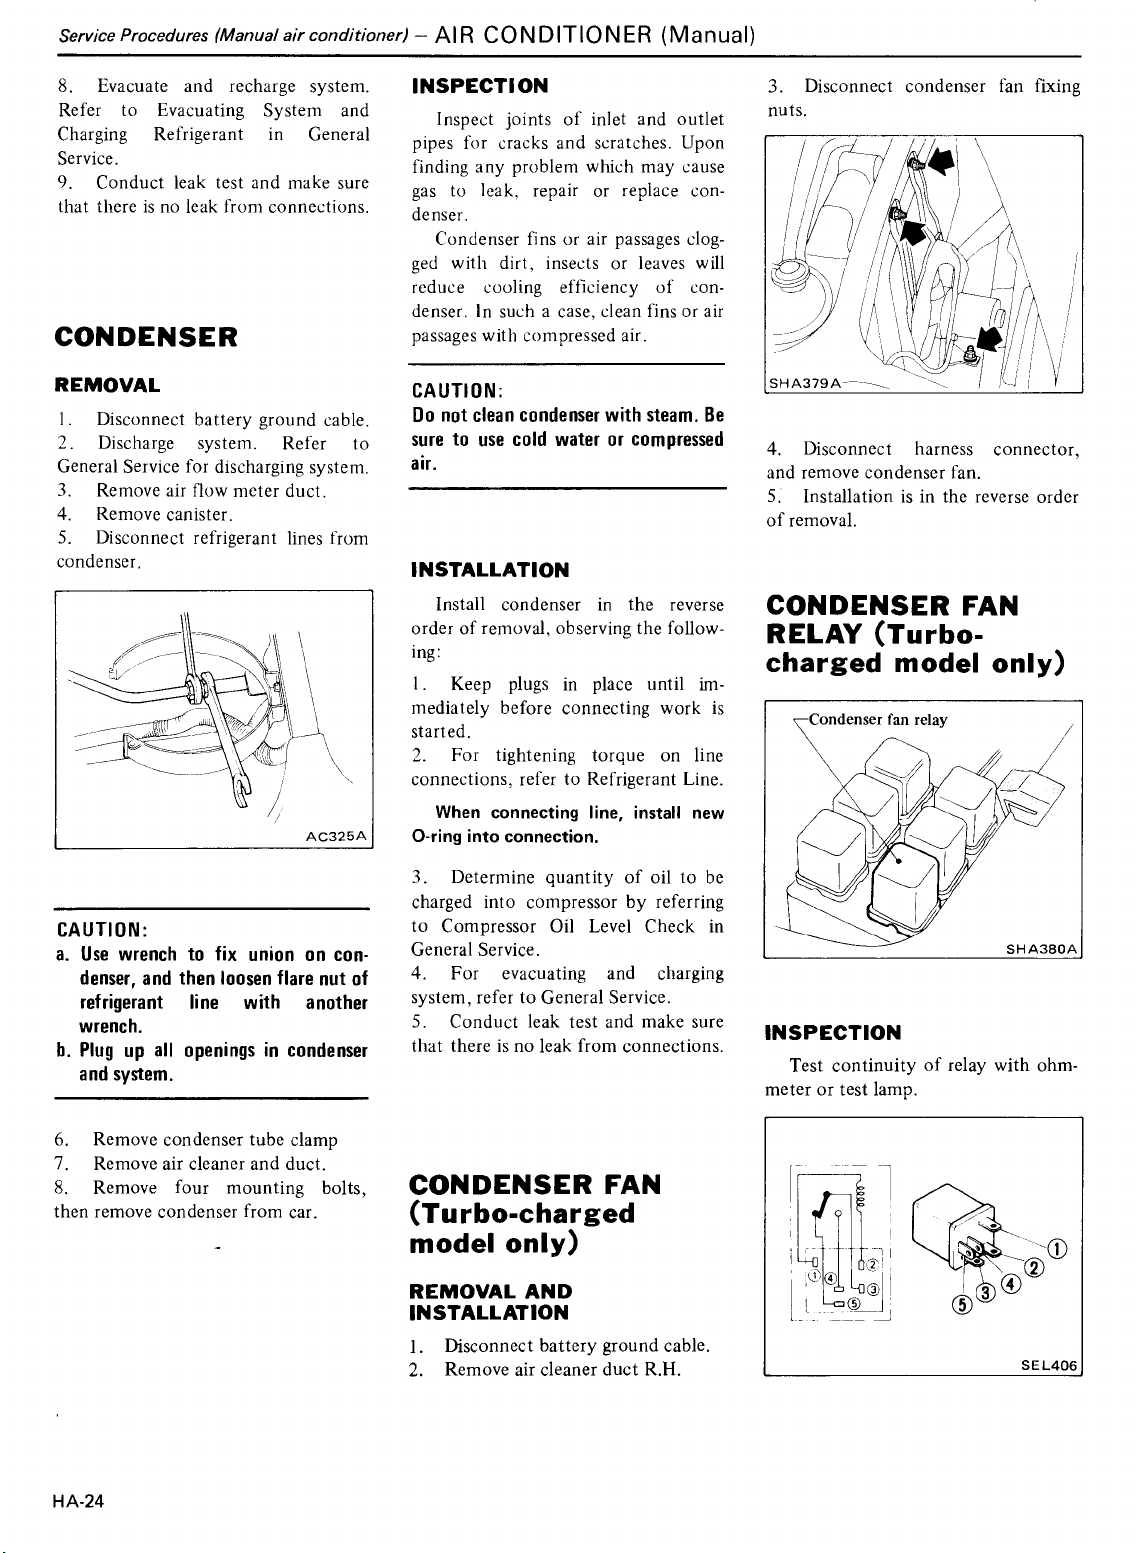 Service Procedures (Manual air conditioner) – AIR CONDITIONER (Manual)
8. Evacuate and recharge system.
Refer to Evacuating System and
Charging Refrigerant in General
Service.
9. Conduct leak test and make sure
that there is no leak from connections.
CONDENSER
REMOVAL
1. Disconnect battery ground cable.
2. Discharge system. Refer to
General Service for discharging system.
3. Remove air flow meter duct.
4. Remove canister.
5. Disconnect refrigerant lines from
condenser.
AC325A
CAUTION:
a. Use wrench to fix union on con-
denser, and then loosen flare nut of
refrigerant line with another
wrench.
b. Plug up all openings in condenser
and system.
6. Remove condenser tube clamp
7. Remove air cleaner and duct.
8. Remove four mounting bolts,
then remove condenser from car.
INSPECTION
Inspect joints of inlet and outlet
pipes for cracks and scratches. Upon
finding any problem which may cause
gas to leak, repair or replace con-
denser.
Condenser fins or air passages clog-
ged with dirt, insects or leaves will
reduce cooling efficiency of con-
denser. In such a case, clean fins or air
passages with compressed air.
CAUTION:
Do not clean condenser with steam. Be
sure to use cold water or compressed
air.
INSTALLATION
Install condenser in the reverse
order of removal, observing the follow-
ing:
1. Keep plugs in place until im-
mediately before connecting work is
started.
2. For tightening torque on line
connections, refer to Refrigerant Line.
When connecting line, install new
O-ring into connection.
3. Determine quantity of oil to be
charged into compressor by referring
to Compressor Oil Level Check in
General Service.
4. For evacuating and charging
system, refer to General Service.
5. Conduct leak test and make sure
that there is no leak from connections.
CONDENSER FAN
(Turbo-charged
model only)
REMOVAL AND
INSTALLATION
1. Disconnect battery ground cable.
2. Remove air cleaner duct R.H.
3. Disconnect condenser fan fixing
nuts.
SHA379A
4. Disconnect harness connector,
and remove condenser fan.
5. Installation is in the reverse order
of removal.
CONDENSER FAN
RELAY (Turbo-
charged model only)
Condenser fan relay
SHA380A
INSPECTION
Test continuity of relay with ohm-
meter or test lamp.
① ② ③ ④ ⑤
① ② ③ ④ ⑤
SEL406
HA-24